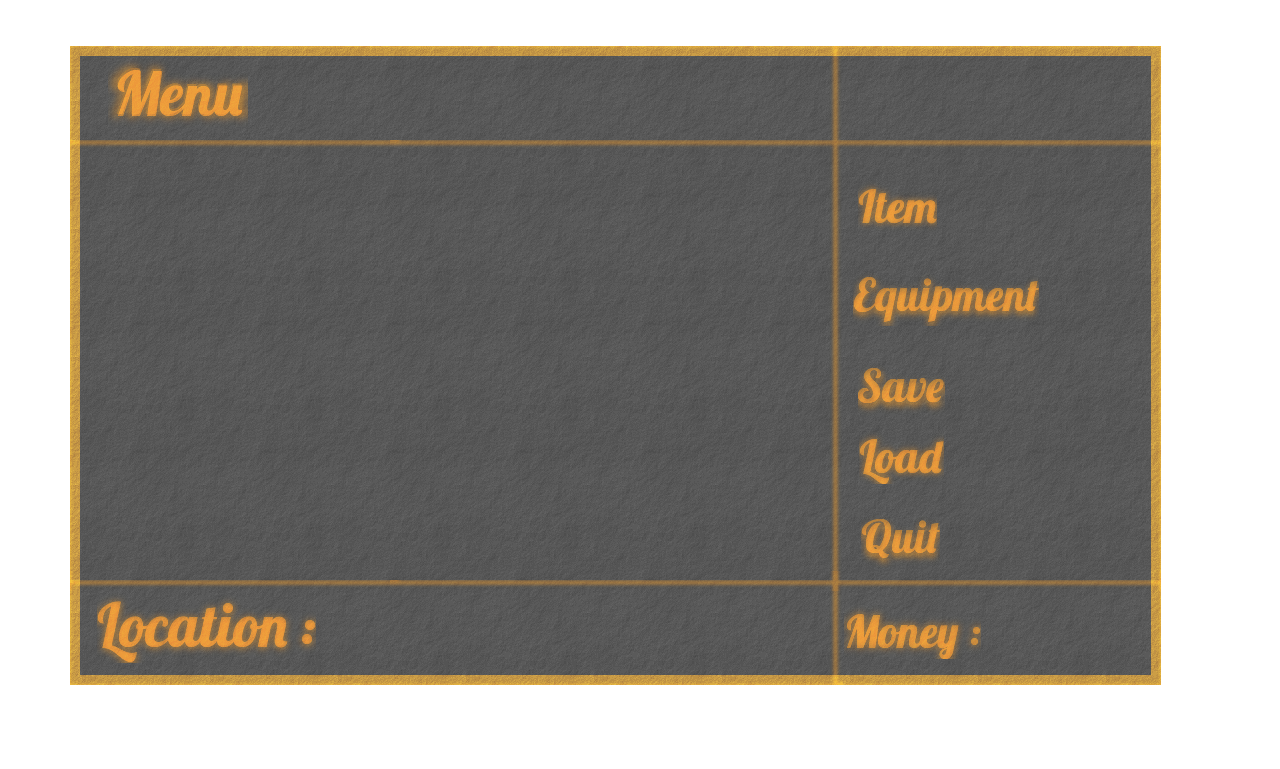 Menu
Item
Equipment
Save
Load
Quit
Location :
Money :